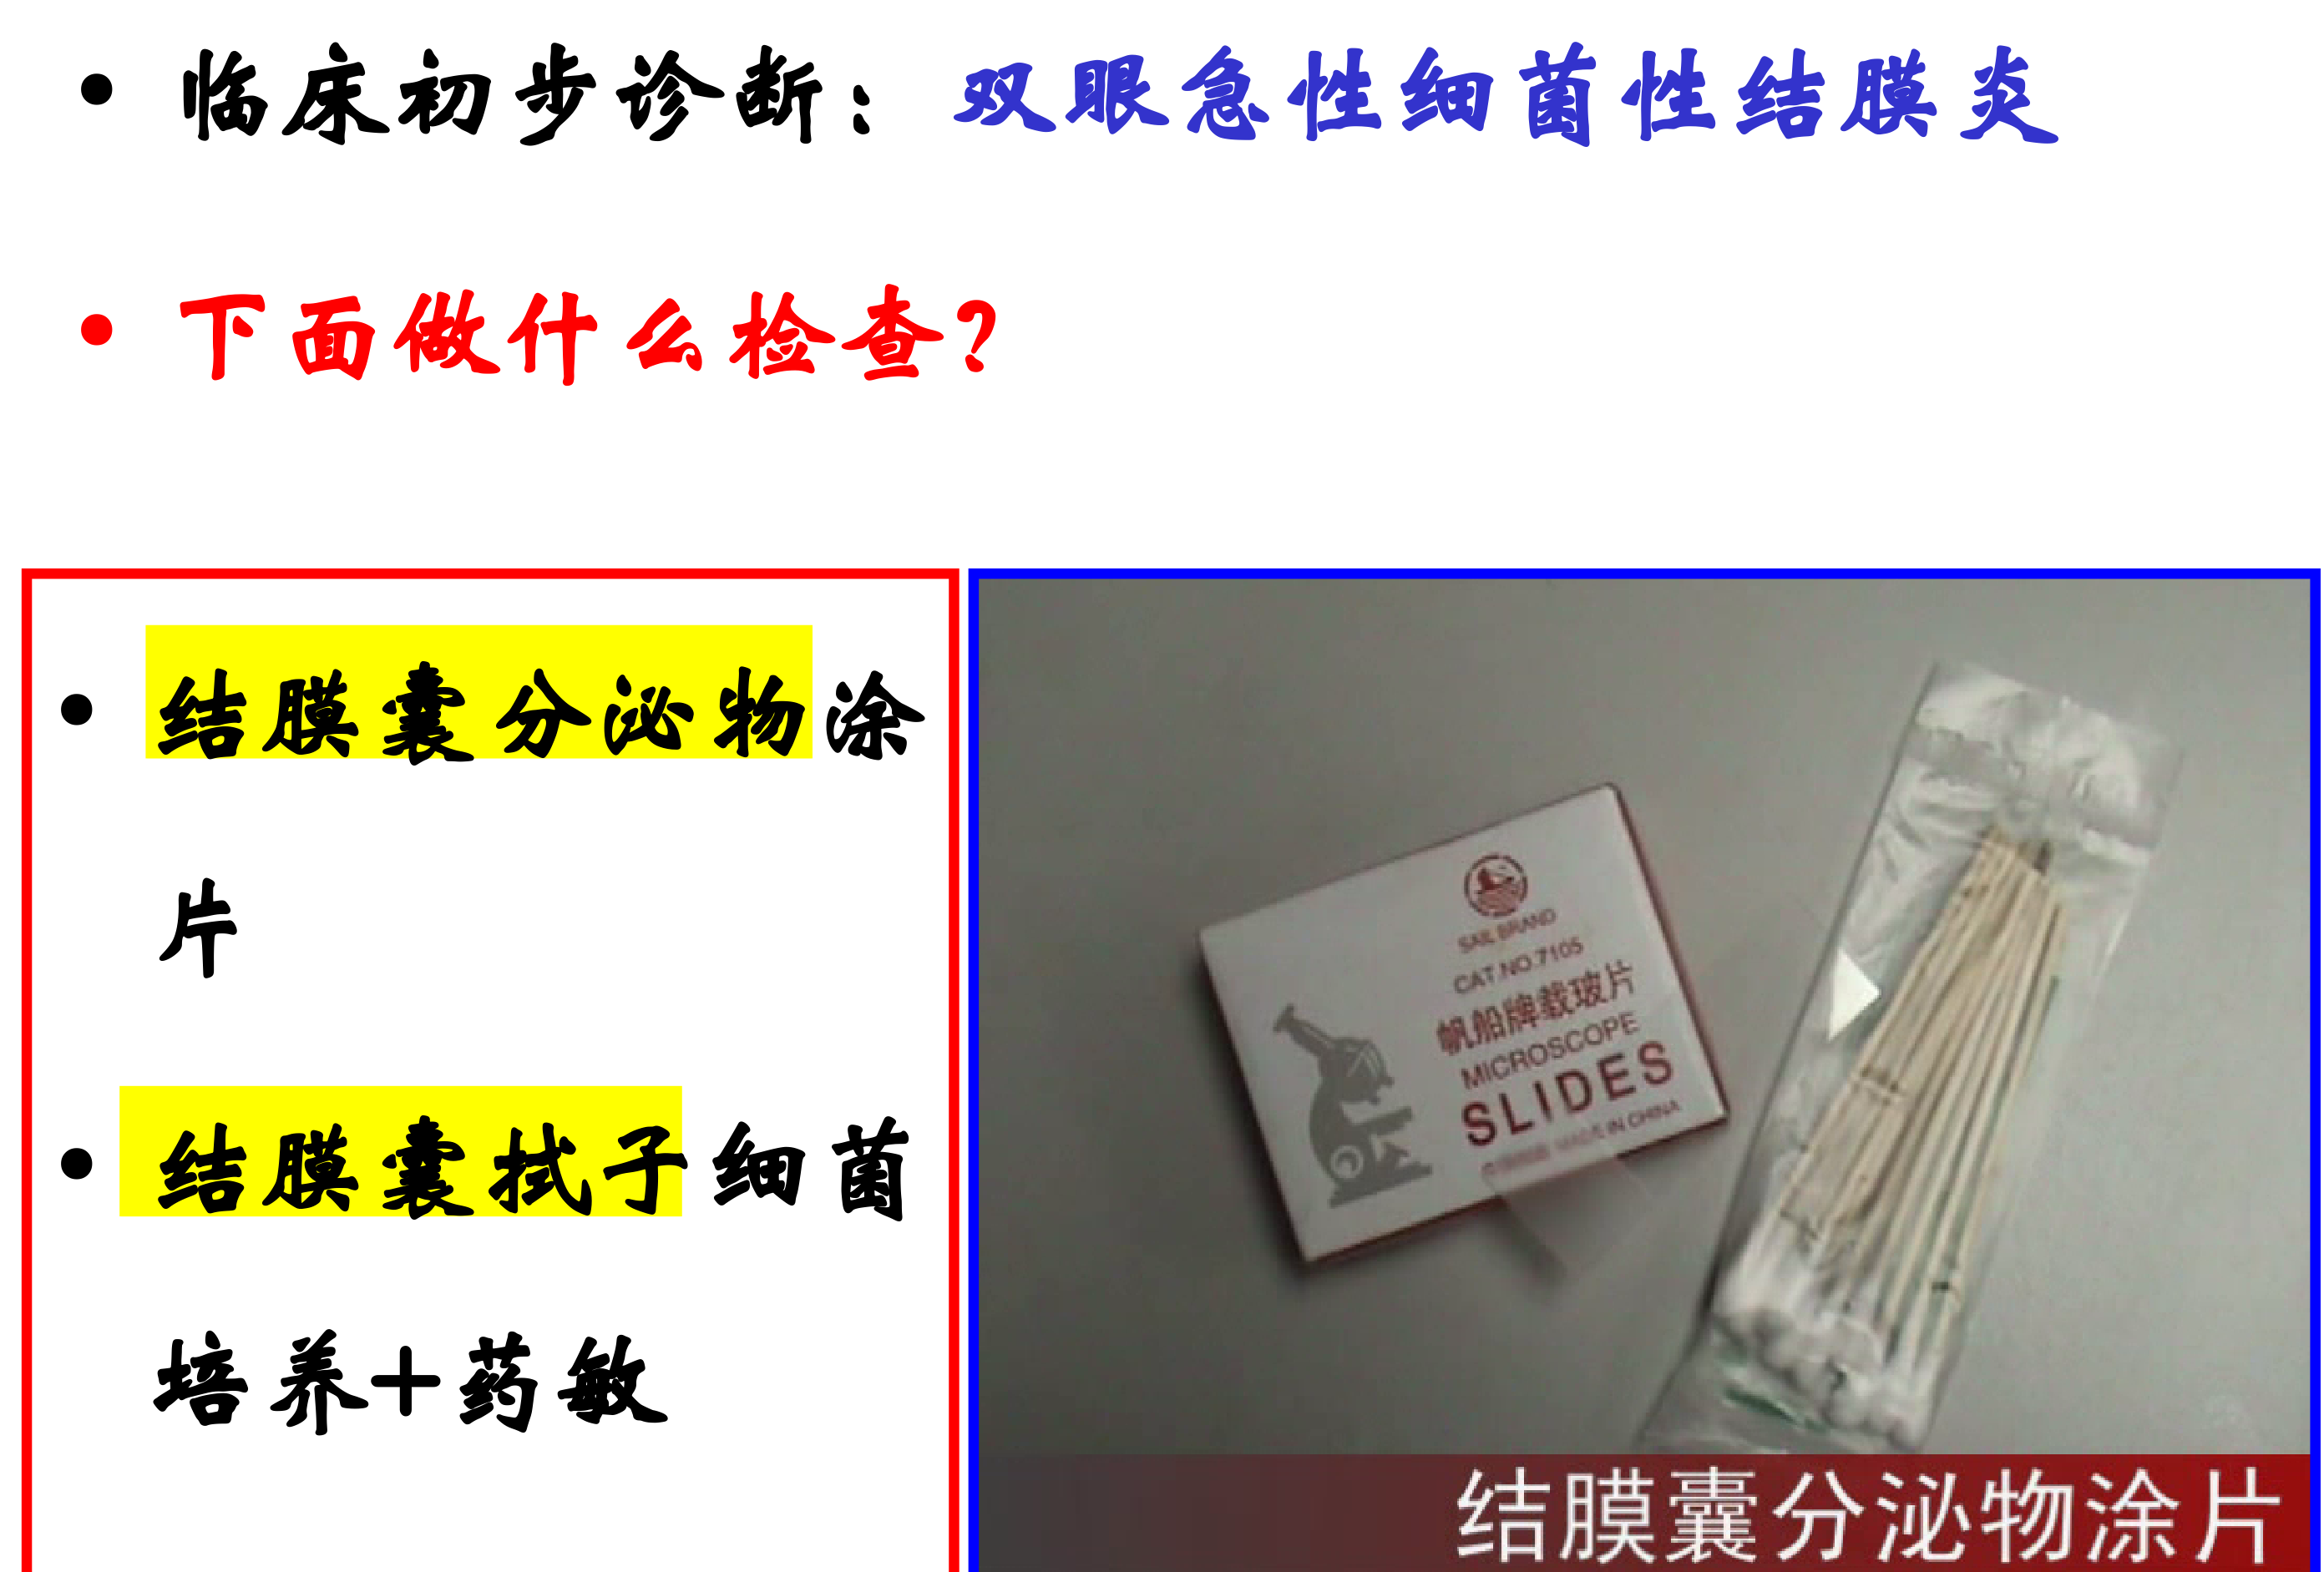 • 临床初步诊断：双眼急性细菌性结膜炎
• 下面做什么检查？
• 结膜囊分泌物涂
片
• 结膜囊拭子细菌
培养+药敏
SAIL BRAND
CAT.NO.7105
帆船牌载玻片
MICROSCOPE
SLIDES
MADE IN CHINA
结膜囊分泌物涂片